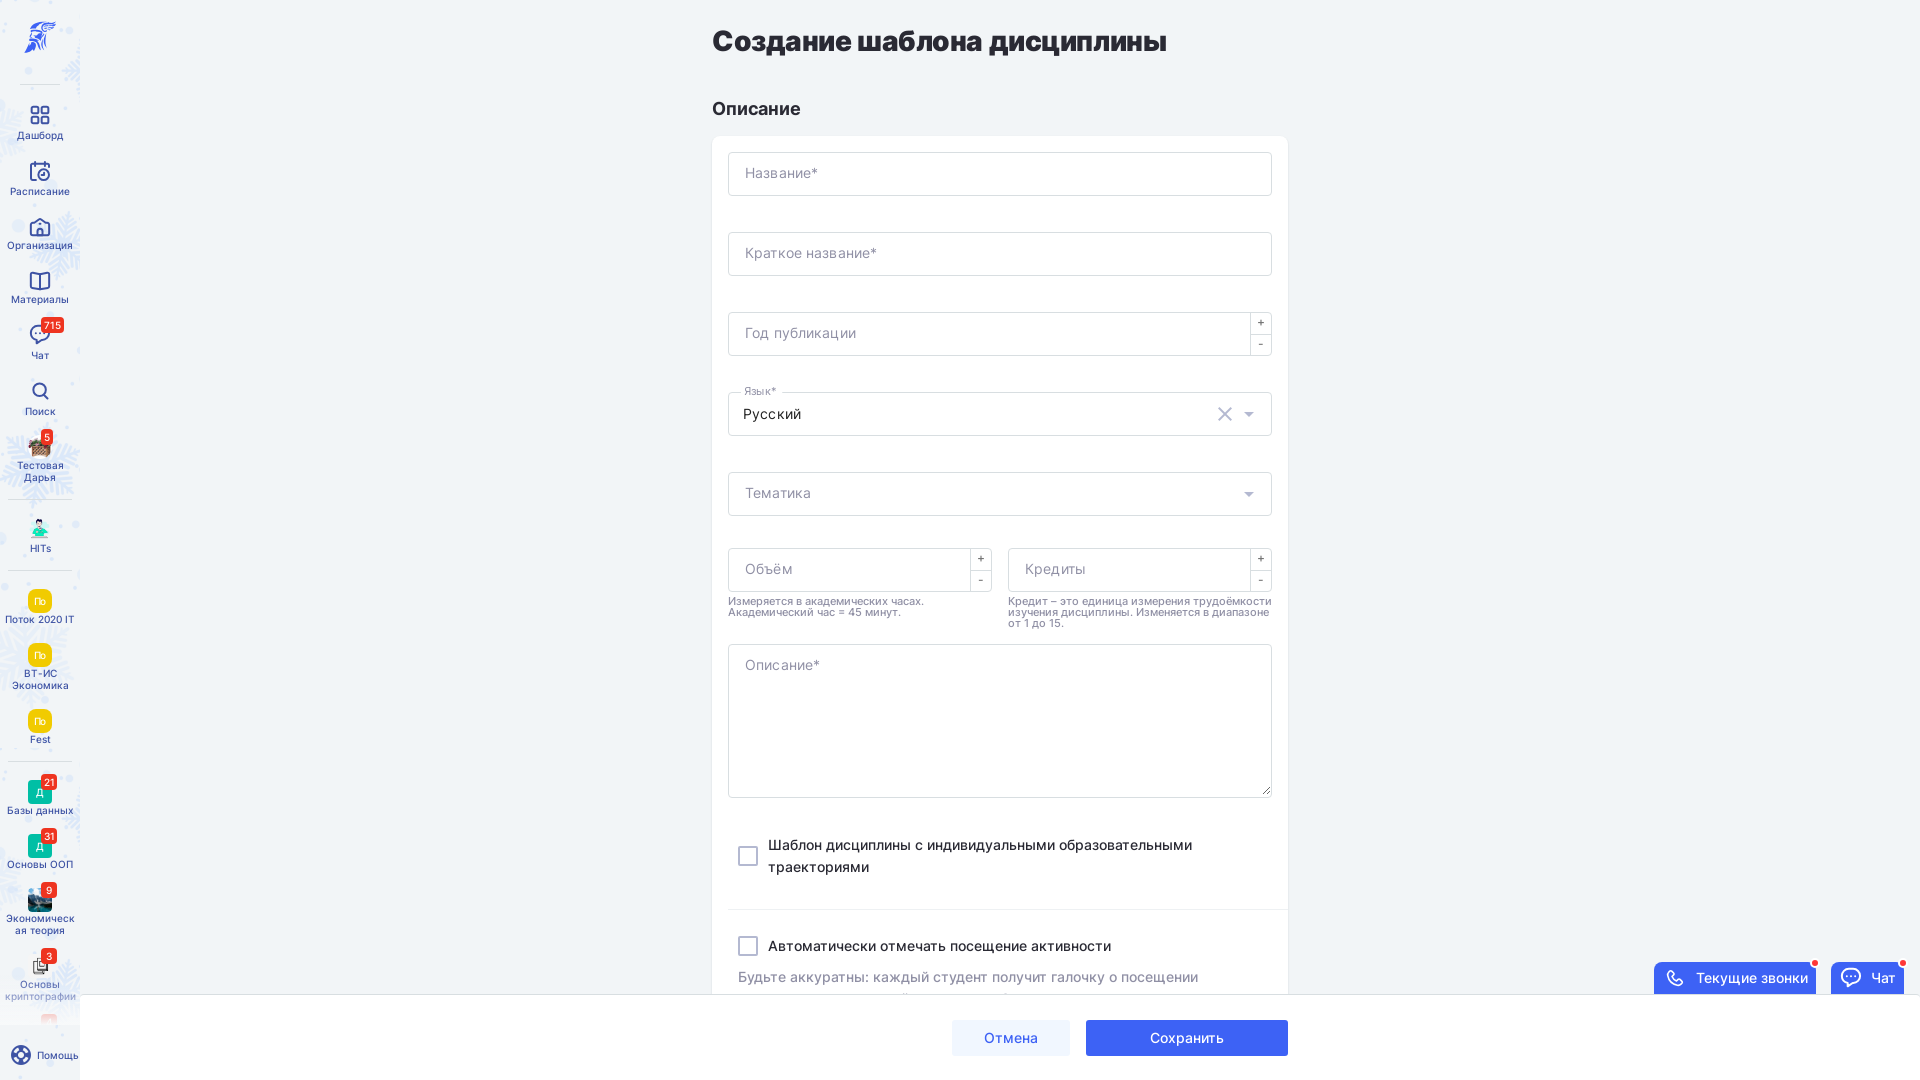 Создание шаблона дисциплины
Описание
Название*
Краткое название*
Год публикации
+
-
Язык*
Русский
Тематика
Объём
+
-
Измеряется в академических часах.
Академический час = 45 минут.
Кредиты
+
-
Кредит – это единица измерения трудоёмкости
изучения дисциплины. Изменяется в диапазоне
от 1 до 15.
Описание*
Шаблон дисциплины с индивидуальными образовательными
траекториями
Автоматически отмечать посещение активности
Будьте аккуратны: каждый студент получит галочку о посещении
Отмена
Сохранить
Текущие звонки
Чат
Дашборд
Расписание
Организация
Материалы
715
Чат
Поиск
5
Тестовая
Дарья
HITs
По
Поток 2020 IT
По
ВТ-ИС
Экономика
По
Fest
21
Д
Базы данных
31
Д
Основы ООП
9
Экономическ
ая теория
3
Основы
криптографии
Помощь